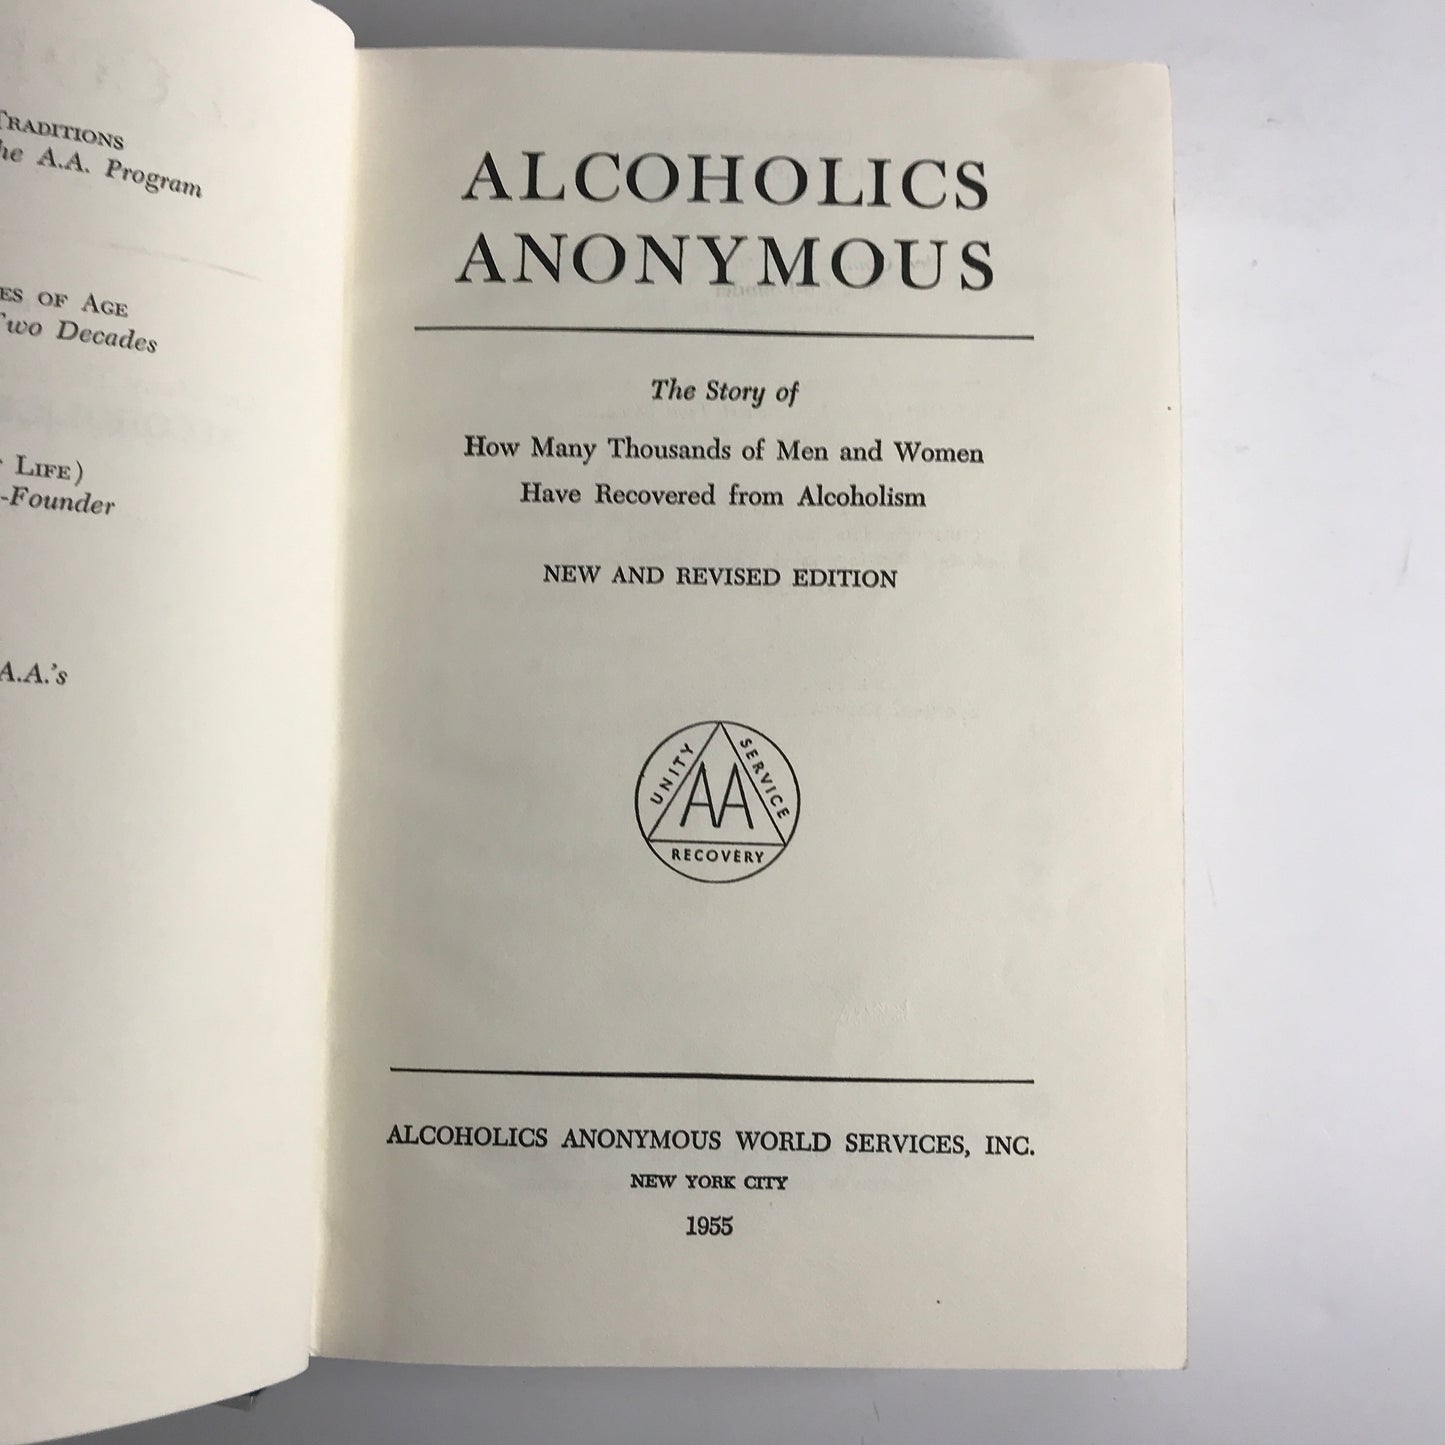 TRADITIONS
the A.A. Program
ES OF AGE
Two Decades
LIFE)
-Founder
A.A.'s
ALCOHOLICS
ANONYMOUS
The Story of
How Many Thousands of Men and Women
Have Recovered from Alcoholism
NEW AND REVISED EDITION
UNITY
SERVICE
AA
RECOVERY
ALCOHOLICS ANONYMOUS WORLD SERVICES, INC.
NEW YORK CITY
1955